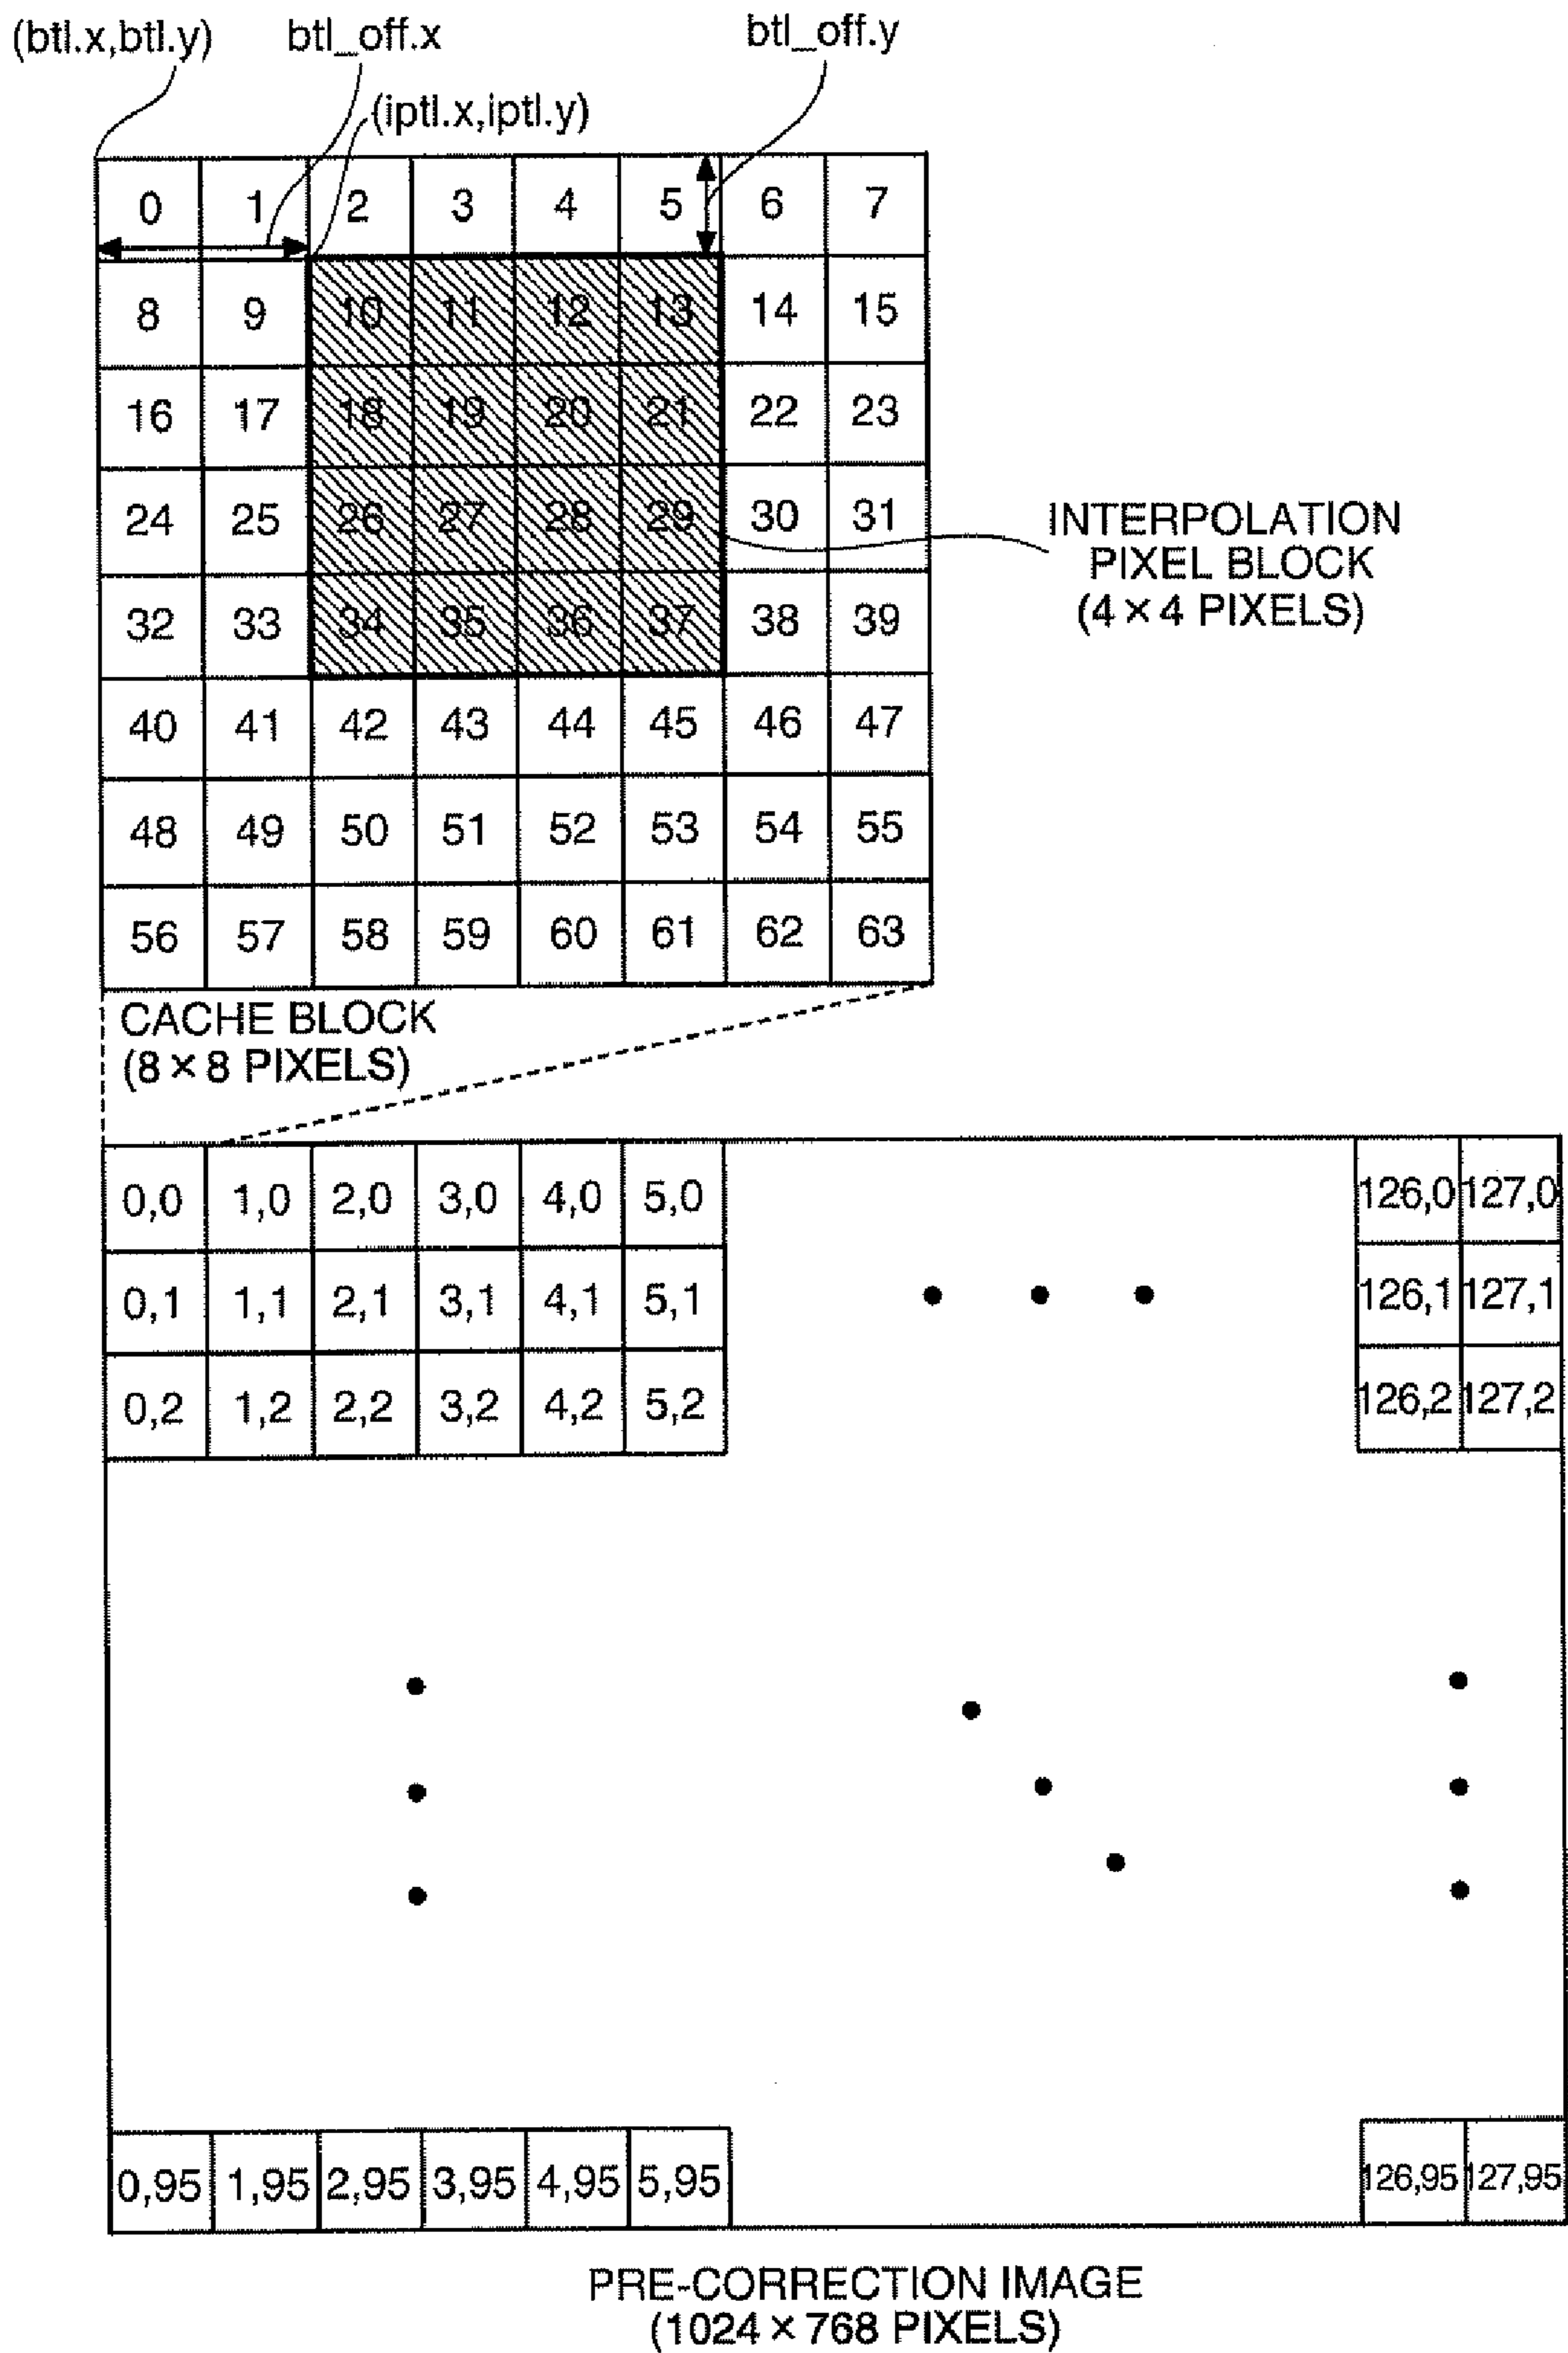 (btl.x,btl.y) btl_off.x btl_off.y
(iptl.x,iptl.y)
0 1 2 3 4 5 6 7
8 9 10 11 12 13 14 15
16 17 18 19 20 21 22 23
24 25 26 27 28 29 30 31
32 33 34 35 36 37 38 39
40 41 42 43 44 45 46 47
48 49 50 51 52 53 54 55
56 57 58 59 60 61 62 63
INTERPOLATION
PIXEL BLOCK
(4×4 PIXELS)
CACHE BLOCK
(8×8 PIXELS)
0,0 1,0 2,0 3,0 4,0 5,0 126,0 127,0
0,1 1,1 2,1 3,1 4,1 5,1 126,1 127,1
0,2 1,2 2,2 3,2 4,2 5,2 126,2 127,2
0,95 1,95 2,95 3,95 4,95 5,95 126,95 127,95
PRE-CORRECTION IMAGE
(1024×768 PIXELS)